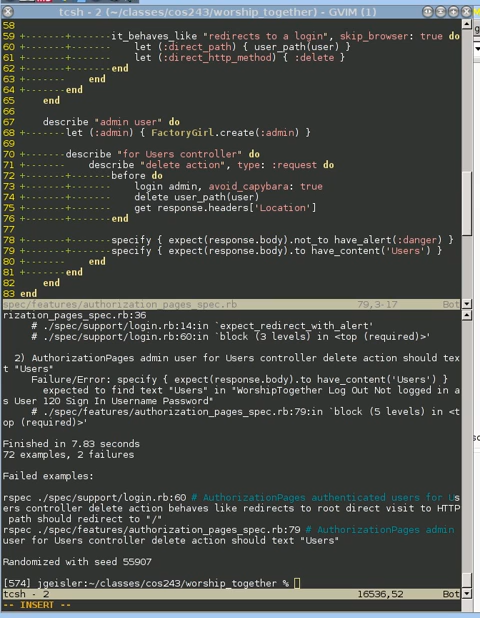 tcsh - 2 (~/classes/cos243/worship_together) - GVIM (1)
58
59 +-------+-------it_behaves_like "redirects to a login", skip_browser: true do
60 +-------+-------    let (:direct_path) { user_path(user) }
61 +-------+-------    let (:direct_http_method) { :delete }
62 +-------+-------end
63 +-------    end
64 +-------end
65     end
66
67     describe "admin user" do
68 +-------let (:admin) { FactoryGirl.create(:admin) }
69
70 +-------describe "for Users controller" do
71 +-------    describe "delete action", type: :request do
72 +-------+-------before do
73 +-------+-------    login admin, avoid_capybara: true
74 +-------+-------    delete user_path(user)
75 +-------+-------    get response.headers['Location']
76 +-------+-------end
77
78 +-------+-------specify { expect(response.body).not_to have_alert(:danger) }
79 +-------+-------specify { expect(response.body).to have_content('Users') }
80 +-------    end
81 +-------end
82     end
83 end
spec/features/authorization_pages_spec.rb 79,3-17 Bot
rization_pages_spec.rb:36
     # ./spec/support/login.rb:14:in `expect_redirect_with_alert'
     # ./spec/support/login.rb:60:in `block (3 levels) in <top (required)>'
  2) AuthorizationPages admin user for Users controller delete action should tex
t "Users"
     Failure/Error: specify { expect(response.body).to have_content('Users') }
       expected to find text "Users" in "WorshipTogether Log Out Not logged in a
s User 120 Sign In Username Password"
     # ./spec/features/authorization_pages_spec.rb:79:in `block (5 levels) in <t
op (required)>'
Finished in 7.83 seconds
72 examples, 2 failures
Failed examples:
rspec ./spec/support/login.rb:60 # AuthorizationPages authenticated users for Us
ers controller delete action behaves like redirects to root direct visit to HTTP
 path should redirect to "/"
rspec ./spec/features/authorization_pages_spec.rb:79 # AuthorizationPages admin
user for Users controller delete action should text "Users"
Randomized with seed 55907
[574] jgeisler:~/classes/cos243/worship_together %
tcsh - 2 16536,52 Bot
-- INSERT --